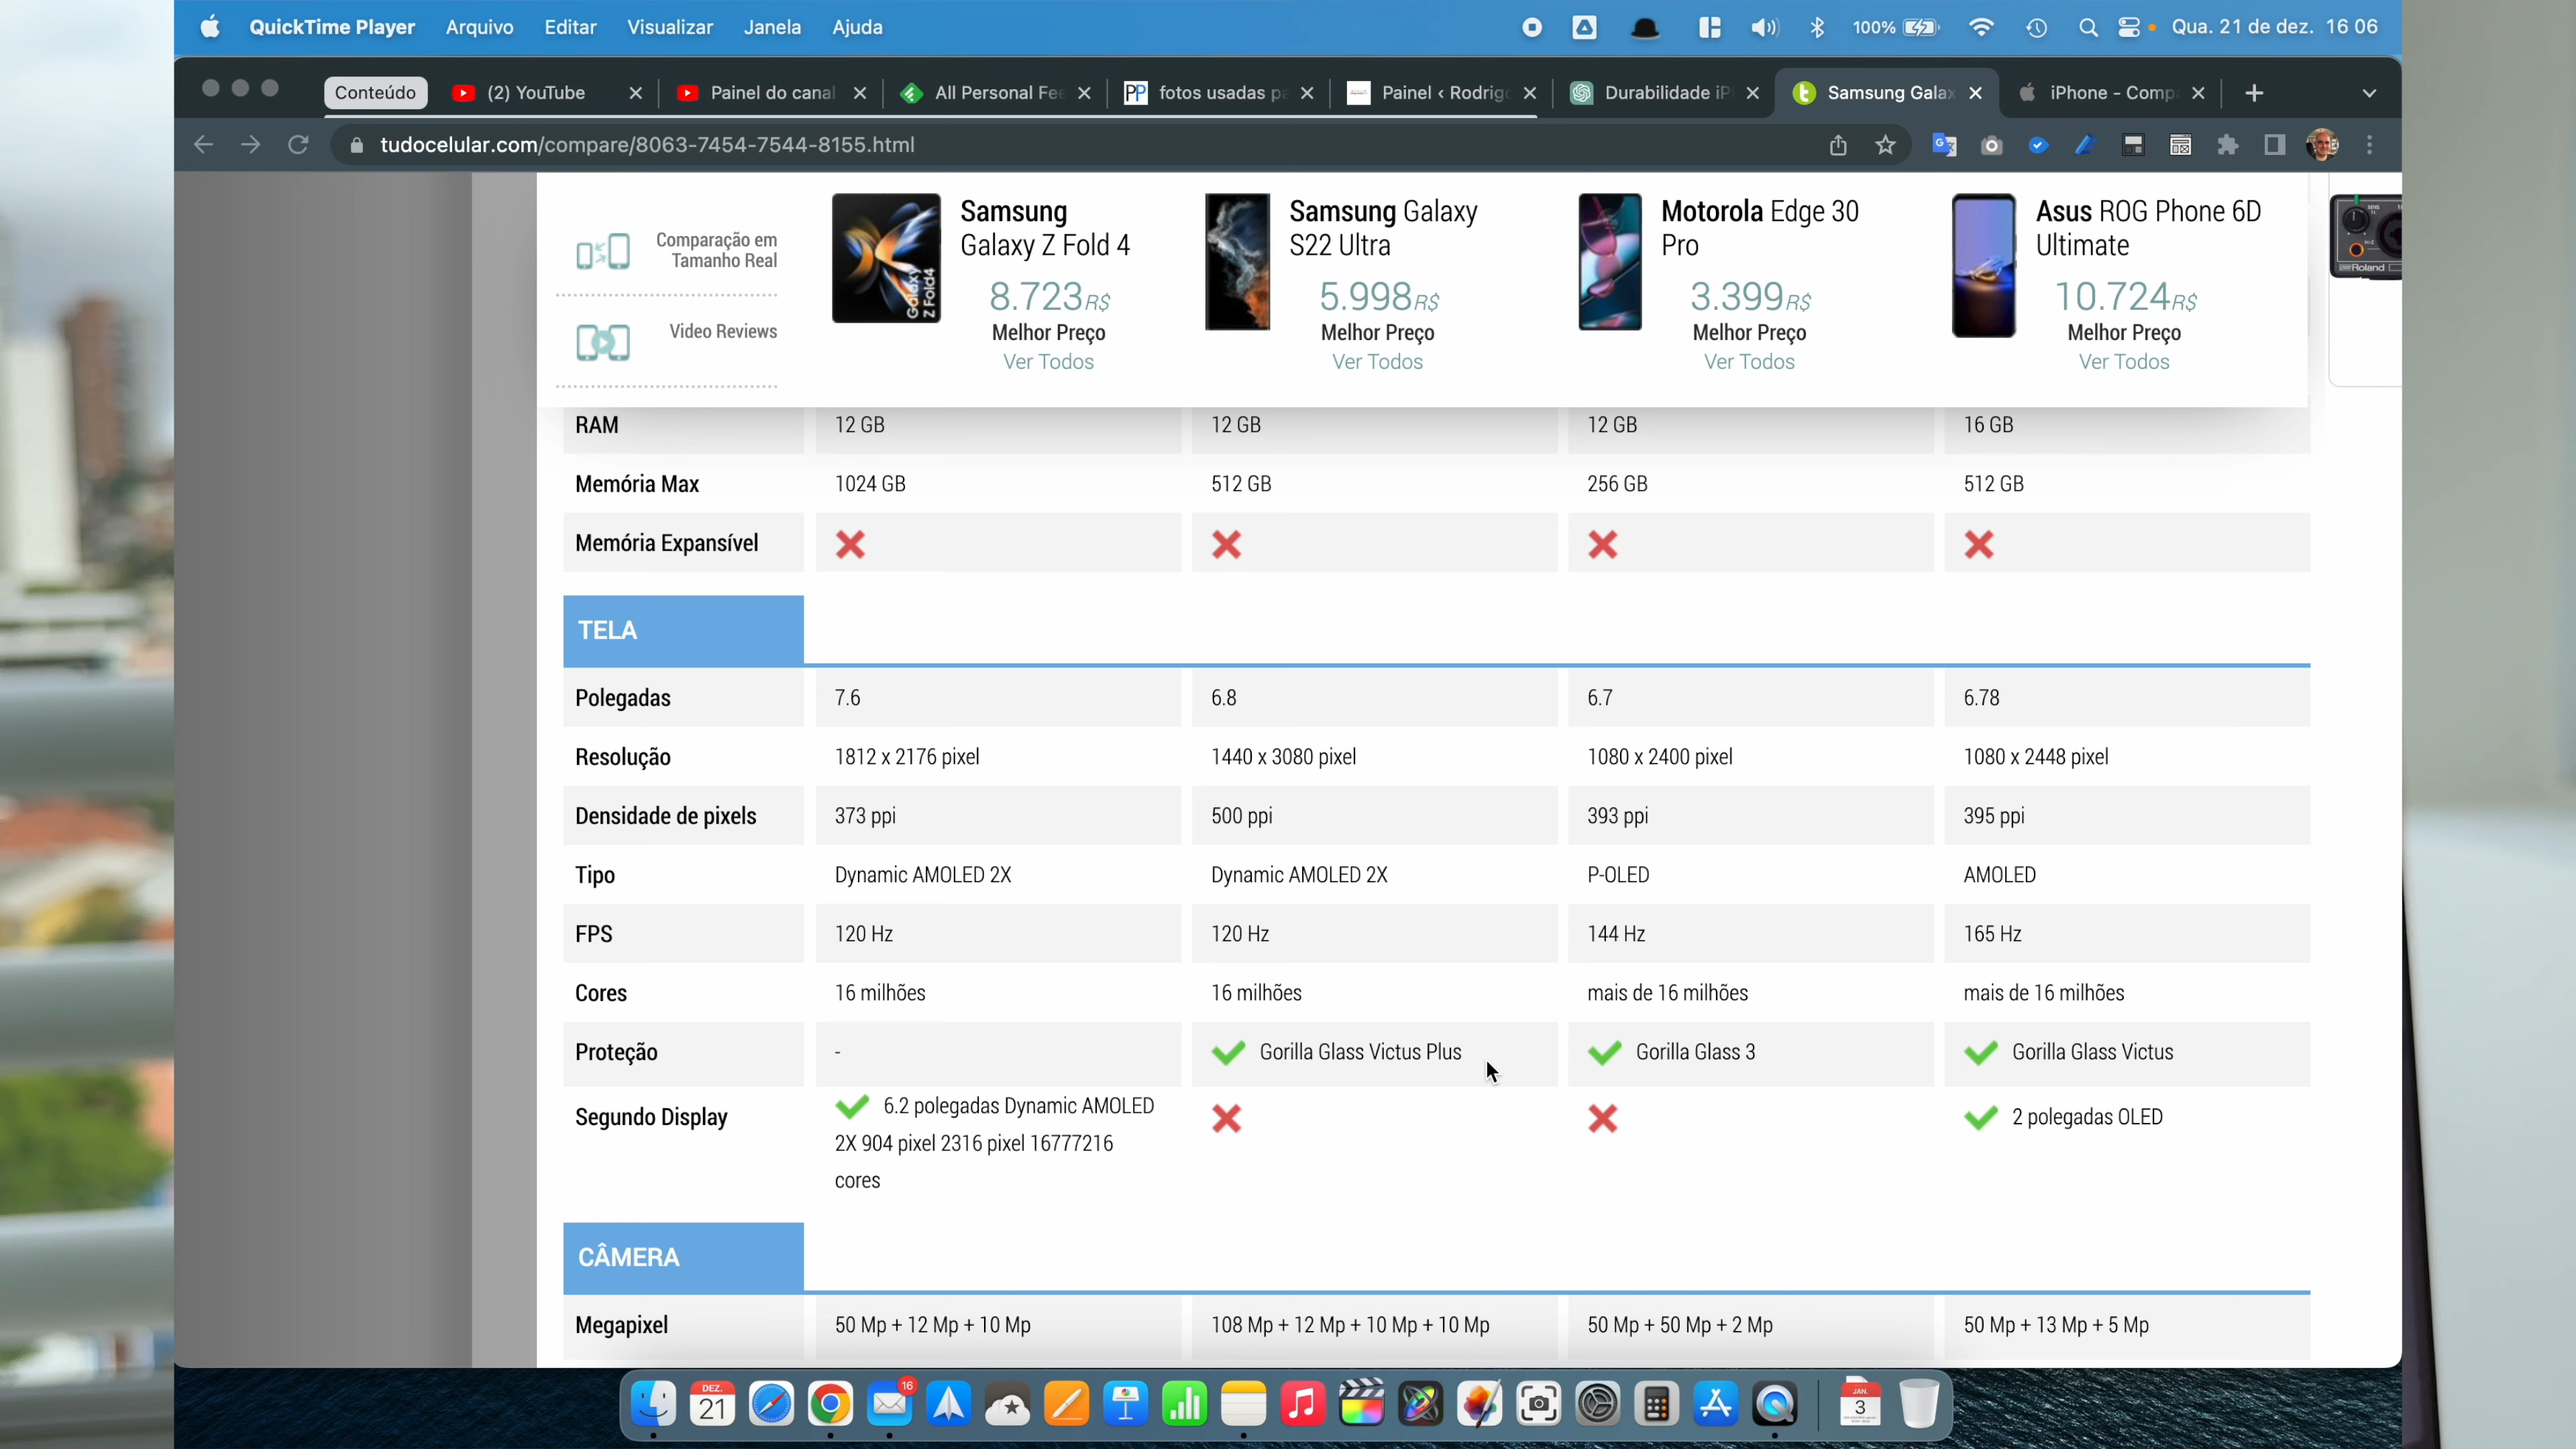 QuickTime Player Arquivo Editar Visualizar Janela Ajuda 100% Qua. 21 de dez. 16 06
Conteúdo (2) YouTube Painel do canal All Personal Fee fotos usadas pa Painel ‹ Rodrig Durabilidade iP Samsung Galax iPhone - Comp
tudocelular.com/compare/8063-7454-7544-8155.html
Comparação em
Tamanho Real
Video Reviews
Galaxy
Z Fold4
Samsung
Galaxy Z Fold 4
8.723R$
Melhor Preço
Ver Todos
Samsung Galaxy
S22 Ultra
5.998R$
Melhor Preço
Ver Todos
Motorola Edge 30
Pro
3.399R$
Melhor Preço
Ver Todos
Asus ROG Phone 6D
Ultimate
10.724R$
Melhor Preço
Ver Todos
Roland
RAM 12 GB 12 GB 12 GB 16 GB
Memória Max 1024 GB 512 GB 256 GB 512 GB
Memória Expansível
TELA
Polegadas 7.6 6.8 6.7 6.78
Resolução 1812 x 2176 pixel 1440 x 3080 pixel 1080 x 2400 pixel 1080 x 2448 pixel
Densidade de pixels 373 ppi 500 ppi 393 ppi 395 ppi
Tipo Dynamic AMOLED 2X Dynamic AMOLED 2X P-OLED AMOLED
FPS 120 Hz 120 Hz 144 Hz 165 Hz
Cores 16 milhões 16 milhões mais de 16 milhões mais de 16 milhões
Proteção - Gorilla Glass Victus Plus Gorilla Glass 3 Gorilla Glass Victus
Segundo Display 6.2 polegadas Dynamic AMOLED 2 polegadas OLED
2X 904 pixel 2316 pixel 16777216
cores
CÂMERA
Megapixel 50 Mp + 12 Mp + 10 Mp 108 Mp + 12 Mp + 10 Mp + 10 Mp 50 Mp + 50 Mp + 2 Mp 50 Mp + 13 Mp + 5 Mp
DEZ.
21
16
JAN.
3